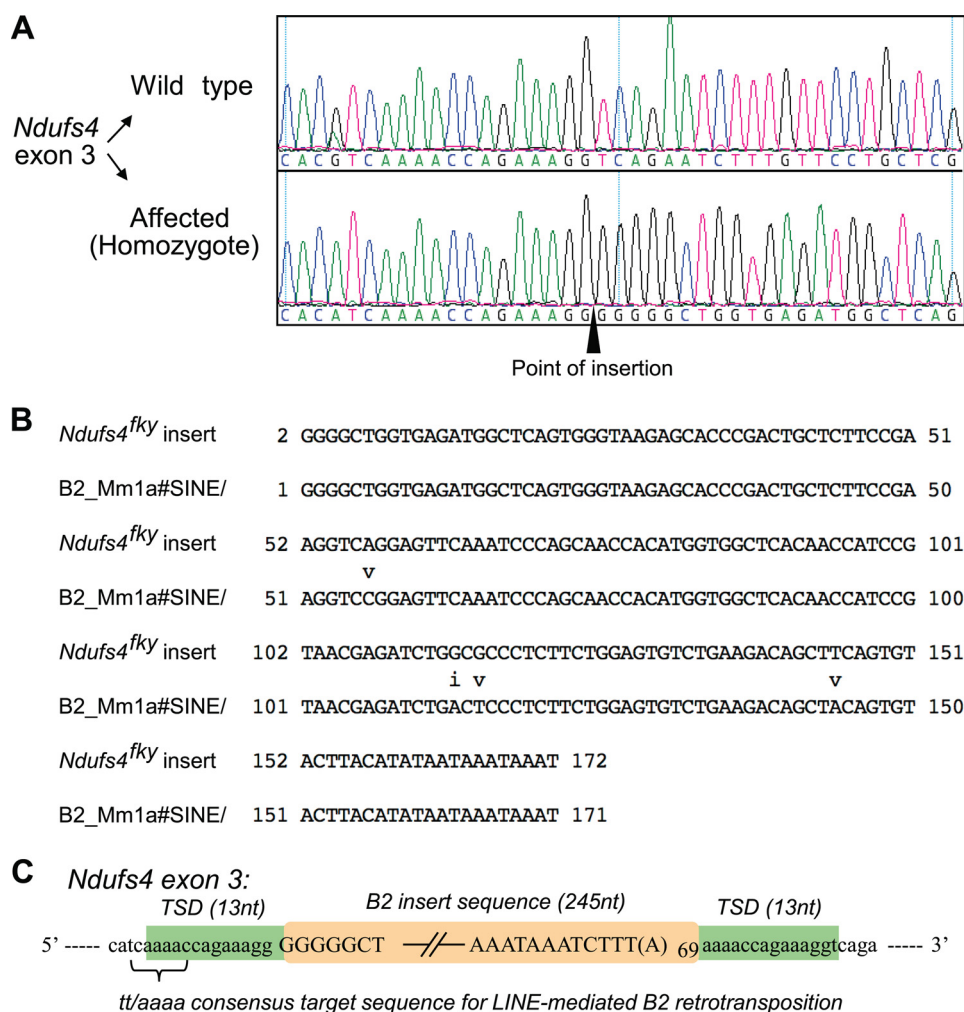 A
Wild type
Ndufs4
exon 3
C A C G T C A A A A C C A G A A A G G T C A G A A T C T T T G T T C C T G C T C G
Affected
(Homozygote)
C A C A T C A A A A C C A G A A A G G G G G G G C T G G T G A G A T G G C T C A G
Point of insertion
B
Ndufs4fky insert 2 GGGGCTGGTGAGATGGCTCAGTGGGTAAGAGCACCCGACTGCTCTTCCGA 51
B2_Mm1a#SINE/ 1 GGGGCTGGTGAGATGGCTCAGTGGGTAAGAGCACCCGACTGCTCTTCCGA 50
Ndufs4fky insert 52 AGGTCAGGAGTTCAAATCCCAGCAACCACATGGTGGCTCACAACCATCCG 101
v
B2_Mm1a#SINE/ 51 AGGTCCGGAGTTCAAATCCCAGCAACCACATGGTGGCTCACAACCATCCG 100
Ndufs4fky insert 102 TAACGAGATCTGGCGCCCTCTTCTGGAGTGTCTGAAGACAGCTTCAGTGT 151
i v v
B2_Mm1a#SINE/ 101 TAACGAGATCTGACTCCCTCTTCTGGAGTGTCTGAAGACAGCTACAGTGT 150
Ndufs4fky insert 152 ACTTACATATAATAAATAAAT 172
B2_Mm1a#SINE/ 151 ACTTACATATAATAAATAAAT 171
C
Ndufs4 exon 3:
TSD (13nt) B2 insert sequence (245nt) TSD (13nt)
5' ----- catcaaaaccagaaagg GGGGGCT AAATAAATCTTT(A) 69 aaaaccagaaaggtcaga ----- 3'
tt/aaaa consensus target sequence for LINE-mediated B2 retrotransposition